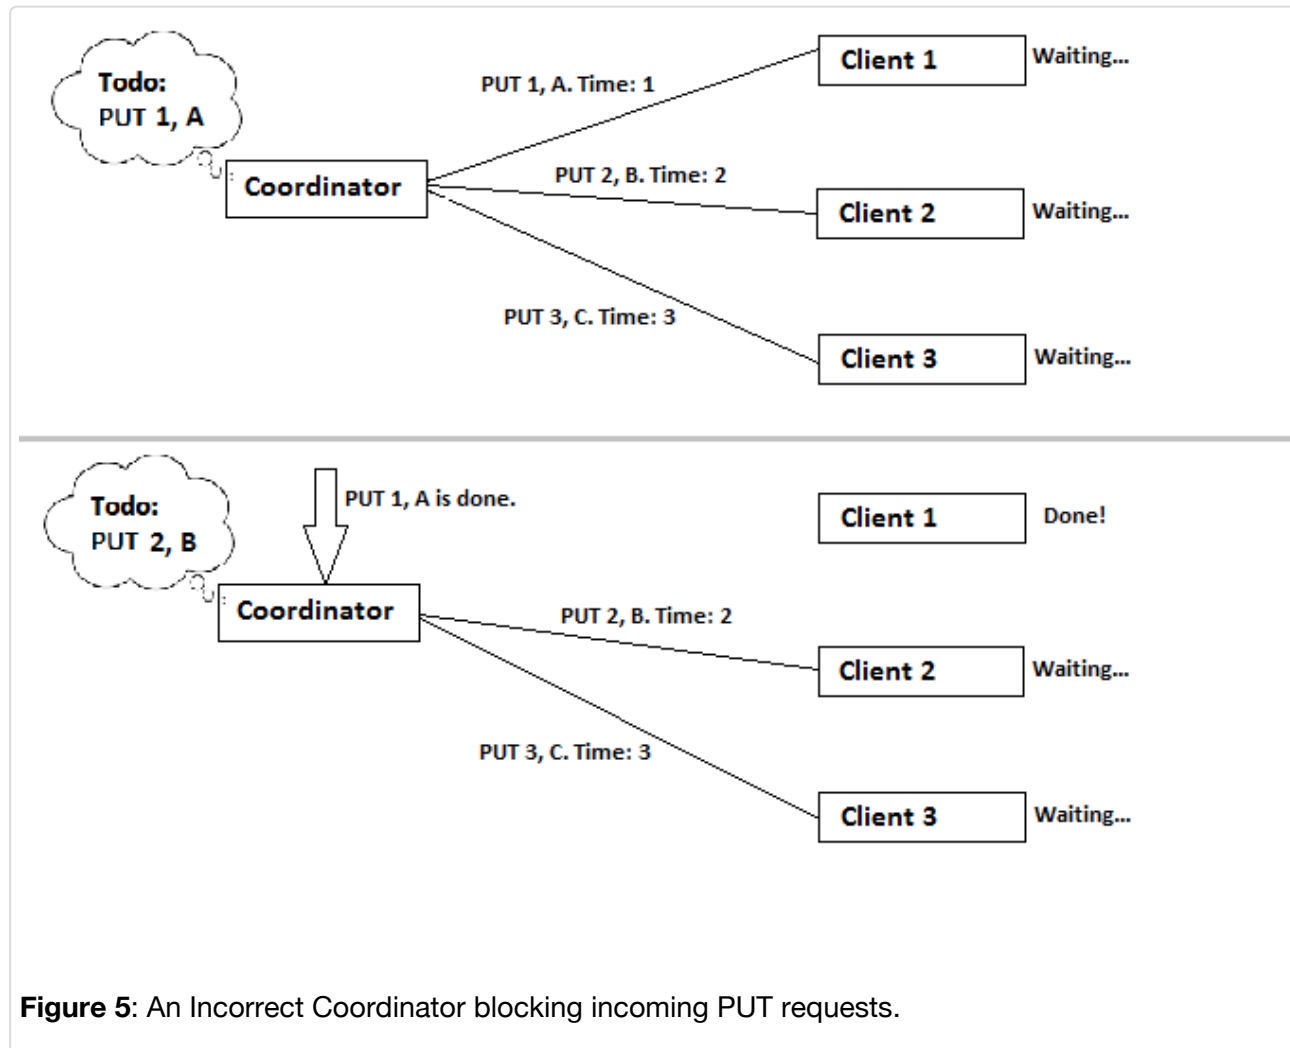 Todo:
PUT 1, A
Coordinator
PUT 1, A. Time: 1
PUT 2, B. Time: 2
PUT 3, C. Time: 3
Client 1
Waiting...
Client 2
Waiting...
Client 3
Waiting...
Todo:
PUT 2, B
PUT 1, A is done.
Coordinator
PUT 2, B. Time: 2
PUT 3, C. Time: 3
Client 1
Done!
Client 2
Waiting...
Client 3
Waiting...
Figure 5: An Incorrect Coordinator blocking incoming PUT requests.